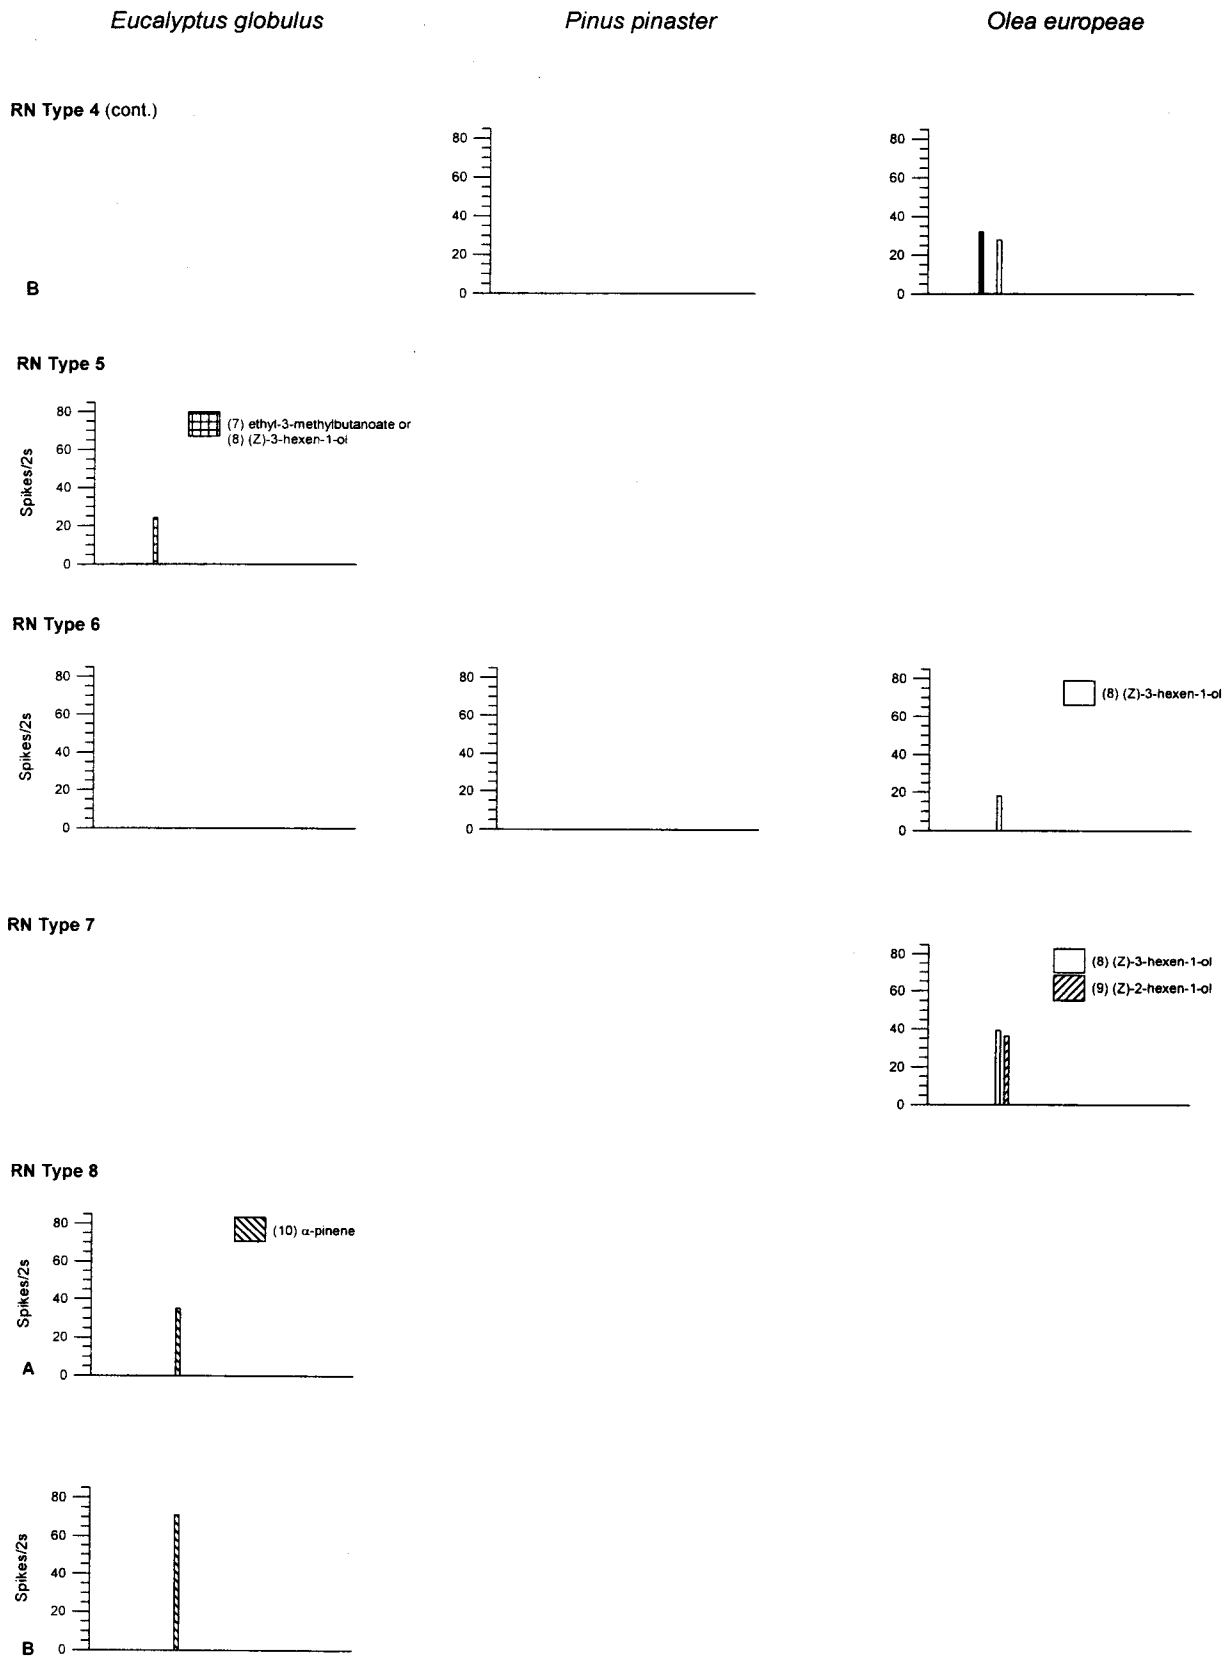 Eucalyptus globulus Pinus pinaster Olea europeae
RN Type 4 (cont.)
80 80
60 60
40 40
20 20
B
0 0
RN Type 5
80
(7) ethyl-3-methylbutanoate or
(8) (Z)-3-hexen-1-ol
60
Spikes/2s
40
20
0
RN Type 6
80 80 80
(8) (Z)-3-hexen-1-ol
60 60 60
Spikes/2s
40 40 40
20 20 20
0 0 0
RN Type 7
80
(8) (Z)-3-hexen-1-ol
(9) (Z)-2-hexen-1-ol
60
40
20
0
RN Type 8
80
(10) α-pinene
60
Spikes/2s
40
20
A 0
80
60
Spikes/2s
40
20
B 0